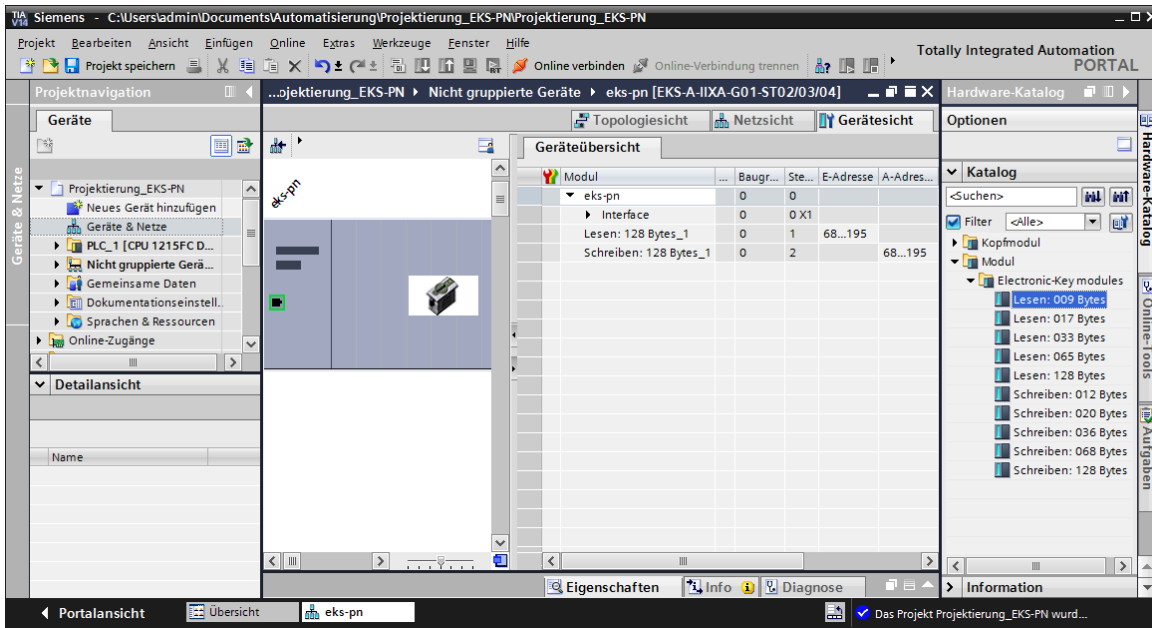 TIA V14 Siemens - C:\Users\admin\Documents\Automatisierung\Projektierung_EKS-PN\Projektierung_EKS-PN
Projekt Bearbeiten Ansicht Einfügen Online Extras Werkzeuge Fenster Hilfe
Projekt speichern Online verbinden Online-Verbindung trennen
Totally Integrated Automation
PORTAL
Projektnavigation
...ojektierung_EKS-PN Nicht gruppierte Geräte eks-pn [EKS-A-IIXA-G01-ST02/03/04]
Hardware-Katalog
Geräte
Topologiesicht Netzsicht Gerätesicht
Optionen
Geräte & Netze
Projektierung_EKS-PN
Neues Gerät hinzufügen
Geräte & Netze
PLC_1 [CPU 1215FC D...
Nicht gruppierte Gerä...
Gemeinsame Daten
Dokumentationseinstell..
Sprachen & Ressourcen
Online-Zugänge
Detailansicht
Name
eks-pn
Geräteübersicht
Modul ... Baugr... Ste... E-Adresse A-Adres...
eks-pn 0 0
Interface 0 0 X1
Lesen: 128 Bytes_1 0 1 68...195
Schreiben: 128 Bytes_1 0 2 68...195
Katalog
<Suchen>
Filter <Alle>
Kopfmodul
Modul
Electronic-Key modules
Lesen: 009 Bytes
Lesen: 017 Bytes
Lesen: 033 Bytes
Lesen: 065 Bytes
Lesen: 128 Bytes
Schreiben: 012 Bytes
Schreiben: 020 Bytes
Schreiben: 036 Bytes
Schreiben: 068 Bytes
Schreiben: 128 Bytes
Hardware-Katalog
Online-Tools
Aufgaben
Eigenschaften Info Diagnose
Information
Portalansicht Übersicht eks-pn
Das Projekt Projektierung_EKS-PN wurd...